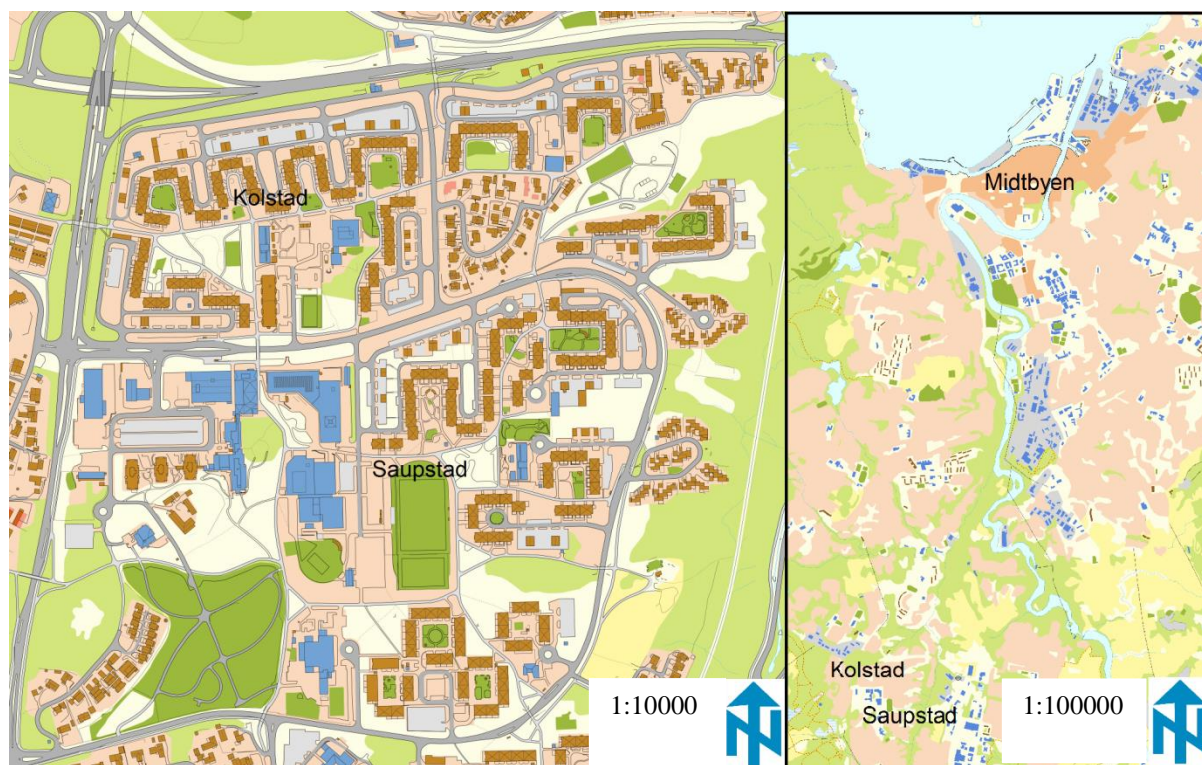 Kolstad
Saupstad
1:10000
N
Midtbyen
Kolstad
Saupstad
1:100000
N